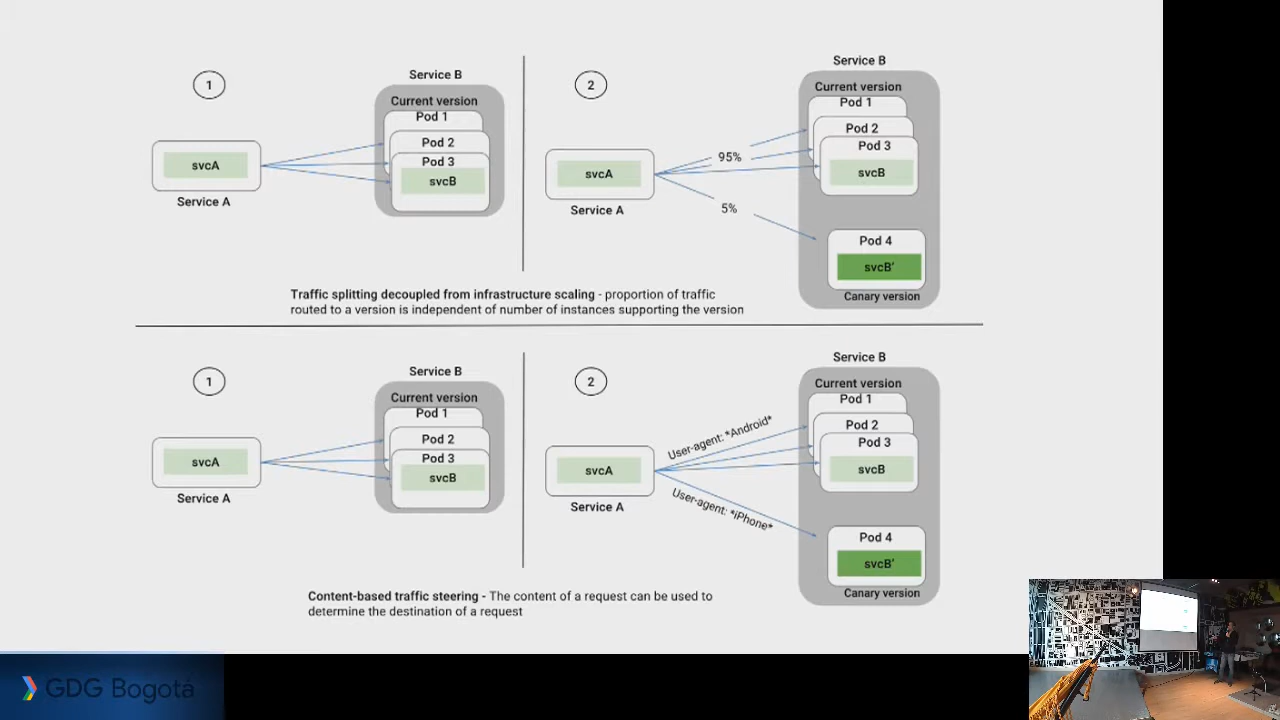 1
svcA
Service A
Service B
Current version
Pod 1
Pod 2
Pod 3
svcB
2
svcA
Service A
95%
5%
Service B
Current version
Pod 1
Pod 2
Pod 3
svcB
Pod 4
svcB'
Canary version
Traffic splitting decoupled from infrastructure scaling - proportion of traffic
routed to a version is independent of number of instances supporting the version
1
svcA
Service A
Service B
Current version
Pod 1
Pod 2
Pod 3
svcB
2
svcA
Service A
User-agent: *Android*
User-agent: *iPhone*
Service B
Current version
Pod 1
Pod 2
Pod 3
svcB
Pod 4
svcB'
Canary version
Content-based traffic steering - The content of a request can be used to
determine the destination of a request
GDG Bogotá